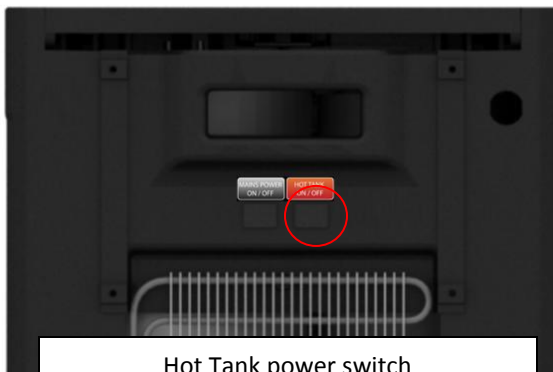 MAINS POWER
ON / OFF
HOT TANK
ON / OFF
Hot Tank power switch